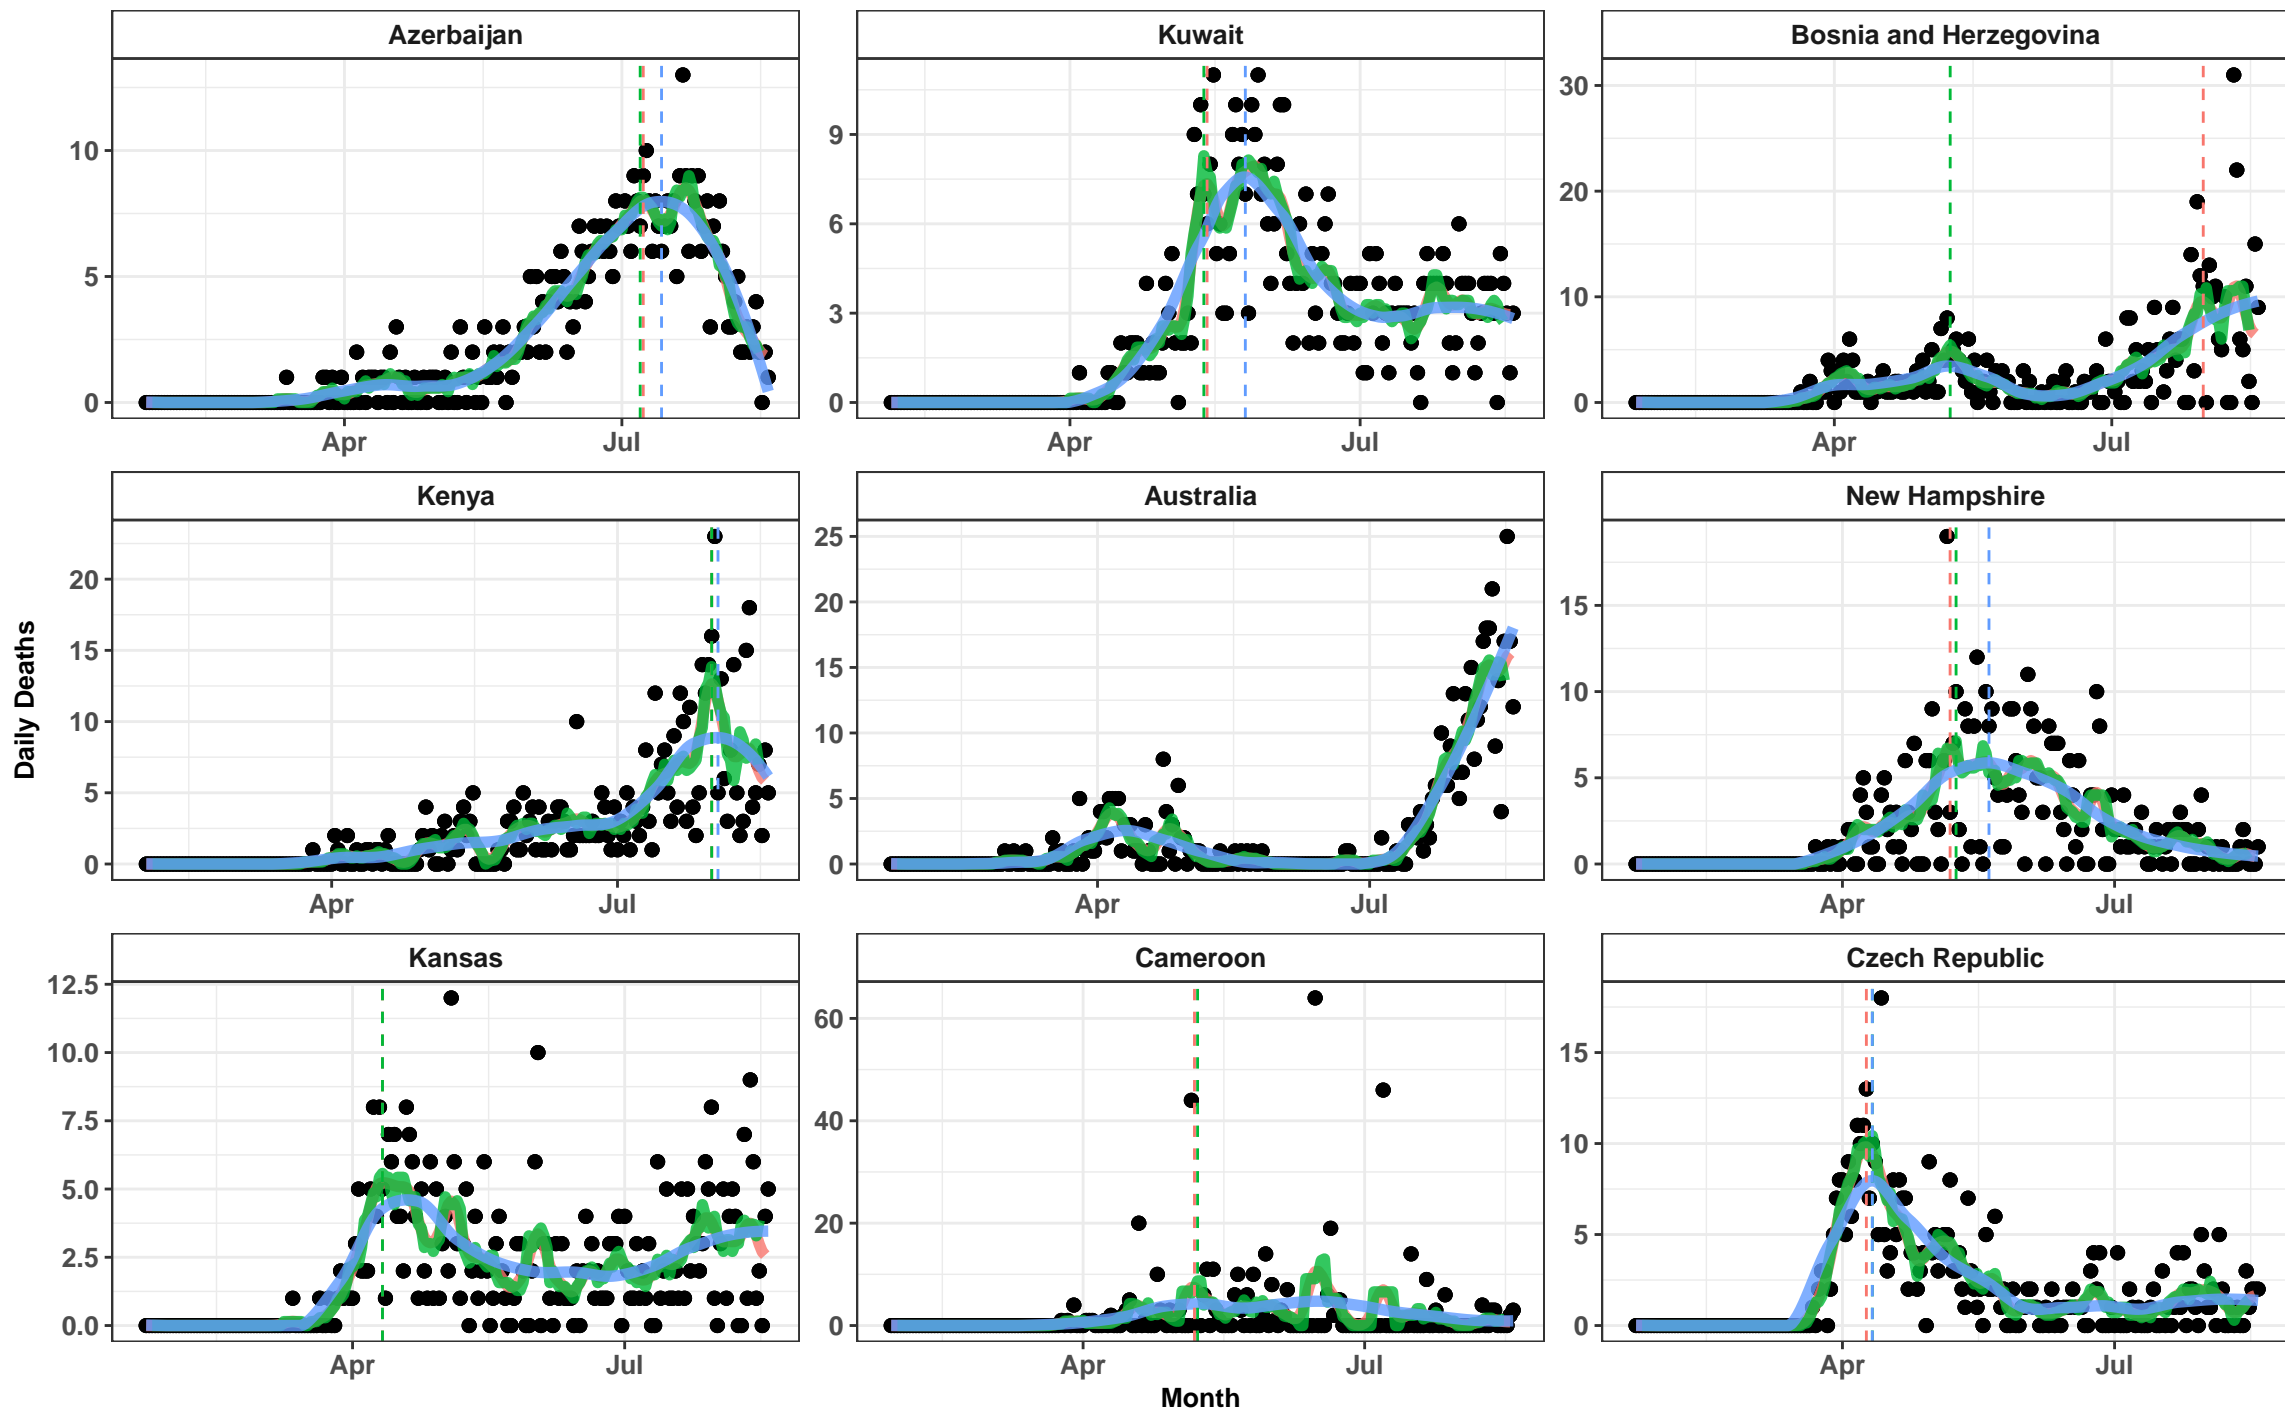 Azerbaijan
Kuwait
Bosnia and Herzegovina
10
5
0
Apr Jul
9
6
3
0
Apr Jul
30
20
10
0
Apr Jul
Kenya
Australia
New Hampshire
20
15
10
5
0
Apr Jul
25
20
15
10
5
0
Apr Jul
15
10
5
0
Apr Jul
Kansas
Cameroon
Czech Republic
12.5
10.0
7.5
5.0
2.5
0.0
Apr Jul
60
40
20
0
Apr Jul
15
10
5
0
Apr Jul
Daily Deaths
Month